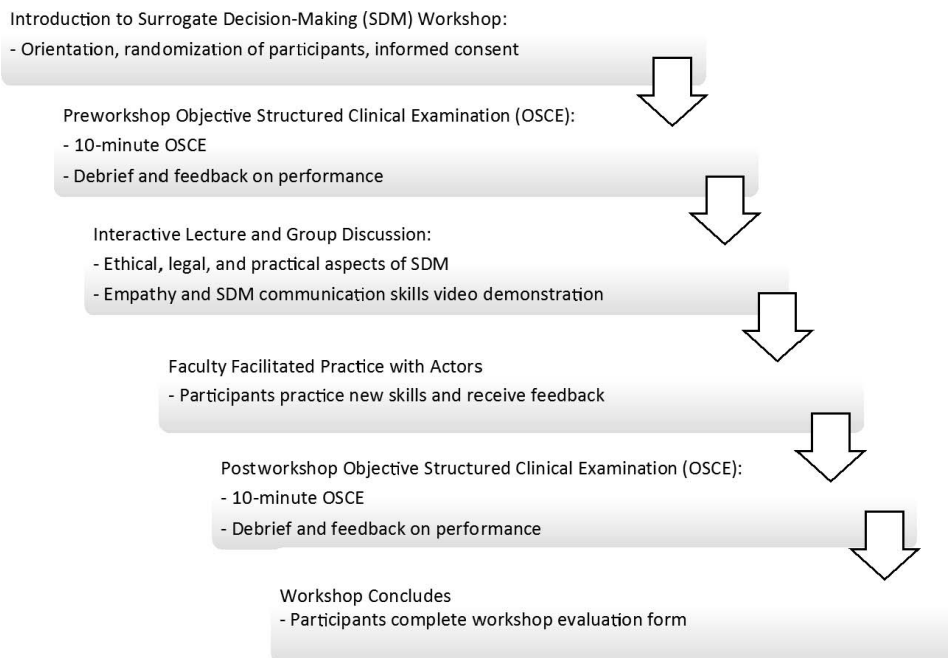 Introduction to Surrogate Decision-Making (SDM) Workshop:
- Orientation, randomization of participants, informed consent
Preworkshop Objective Structured Clinical Examination (OSCE):
- 10-minute OSCE
- Debrief and feedback on performance
Interactive Lecture and Group Discussion:
- Ethical, legal, and practical aspects of SDM
- Empathy and SDM communication skills video demonstration
Faculty Facilitated Practice with Actors
- Participants practice new skills and receive feedback
Postworkshop Objective Structured Clinical Examination (OSCE):
- 10-minute OSCE
- Debrief and feedback on performance
Workshop Concludes
- Participants complete workshop evaluation form